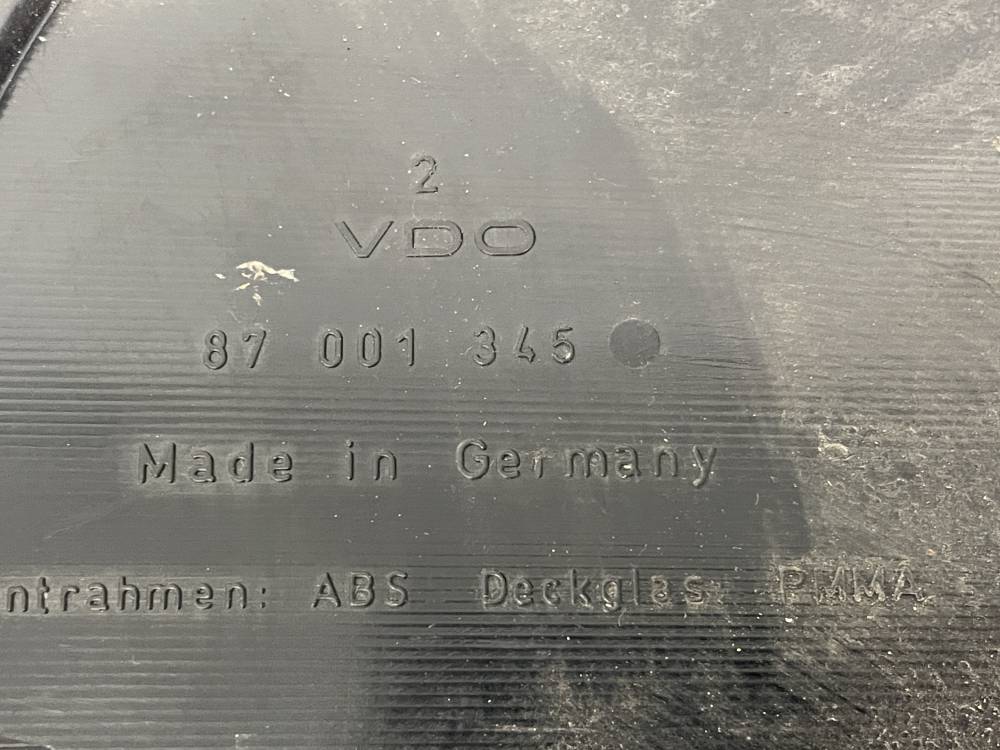 2
VDO
87 001 345
Made in Germany
ntrahmen: ABS Deckglas: PMMA